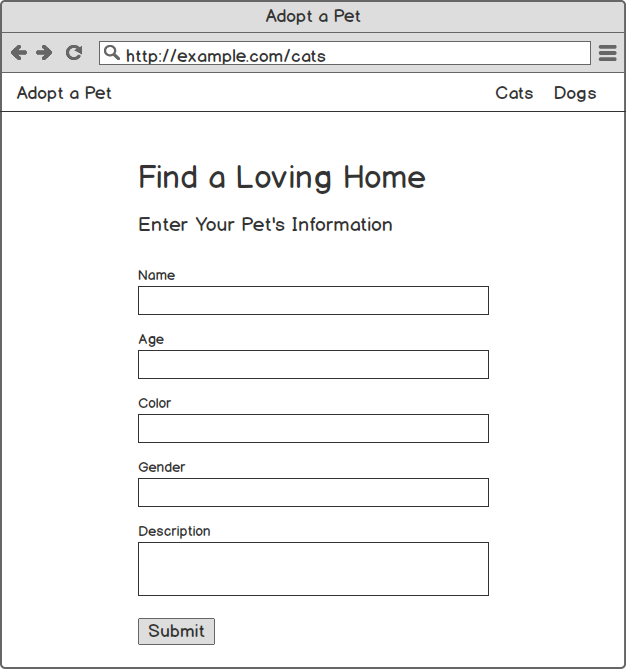 Adopt a Pet
http://example.com/cats
Adopt a Pet Cats Dogs
Find a Loving Home
Enter Your Pet's Information
Name
Age
Color
Gender
Description
Submit